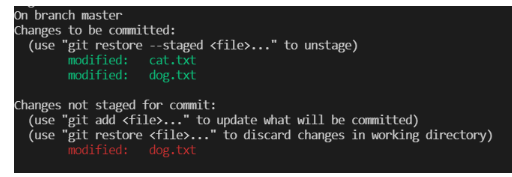 On branch master
Changes to be committed:
  (use "git restore --staged <file>..." to unstage)
        modified:   cat.txt
        modified:   dog.txt

Changes not staged for commit:
  (use "git add <file>..." to update what will be committed)
  (use "git restore <file>..." to discard changes in working directory)
        modified:   dog.txt